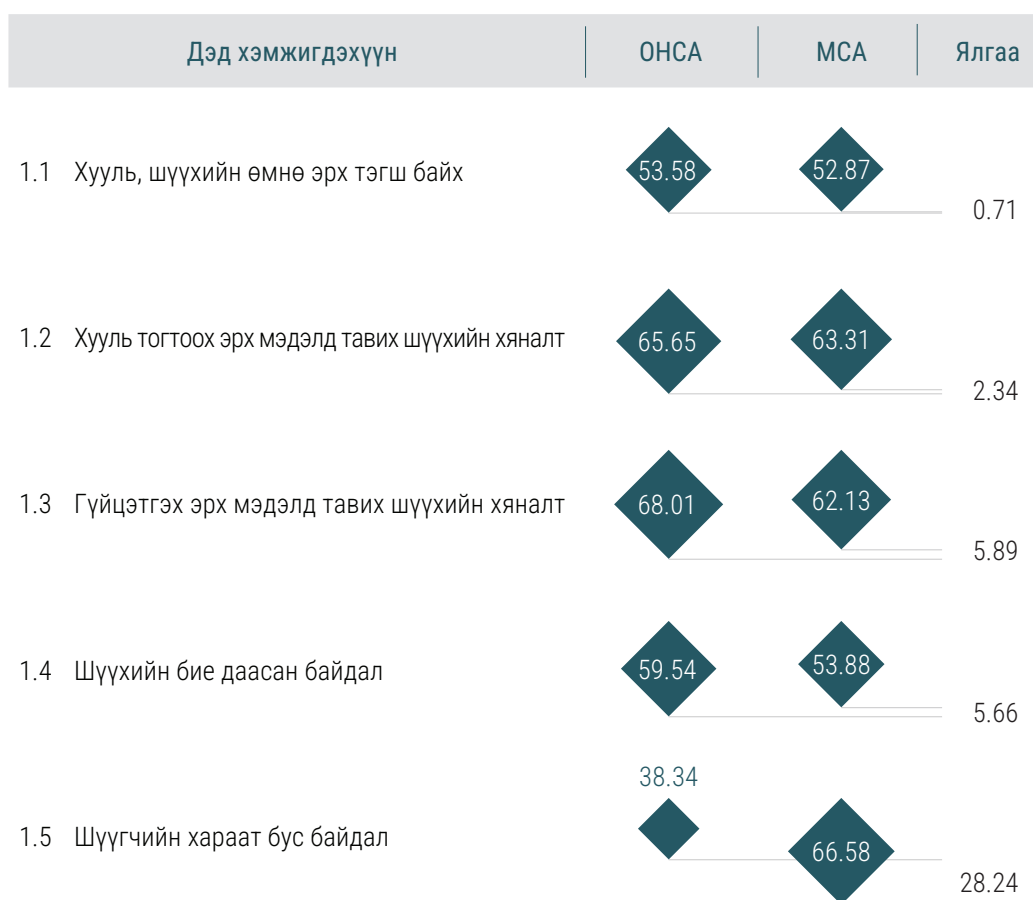 Дэд хэмжигдэхүүн ОНСА МСА Ялгаа
1.1 Хууль, шүүхийн өмнө эрх тэгш байх 53.58 52.87
0.71
1.2 Хууль тогтоох эрх мэдэлд тавих шүүхийн хяналт 65.65 63.31
2.34
1.3 Гүйцэтгэх эрх мэдэлд тавих шүүхийн хяналт 68.01 62.13
5.89
1.4 Шүүхийн бие даасан байдал 59.54 53.88
5.66
38.34
1.5 Шүүгчийн хараат бус байдал 66.58
28.24